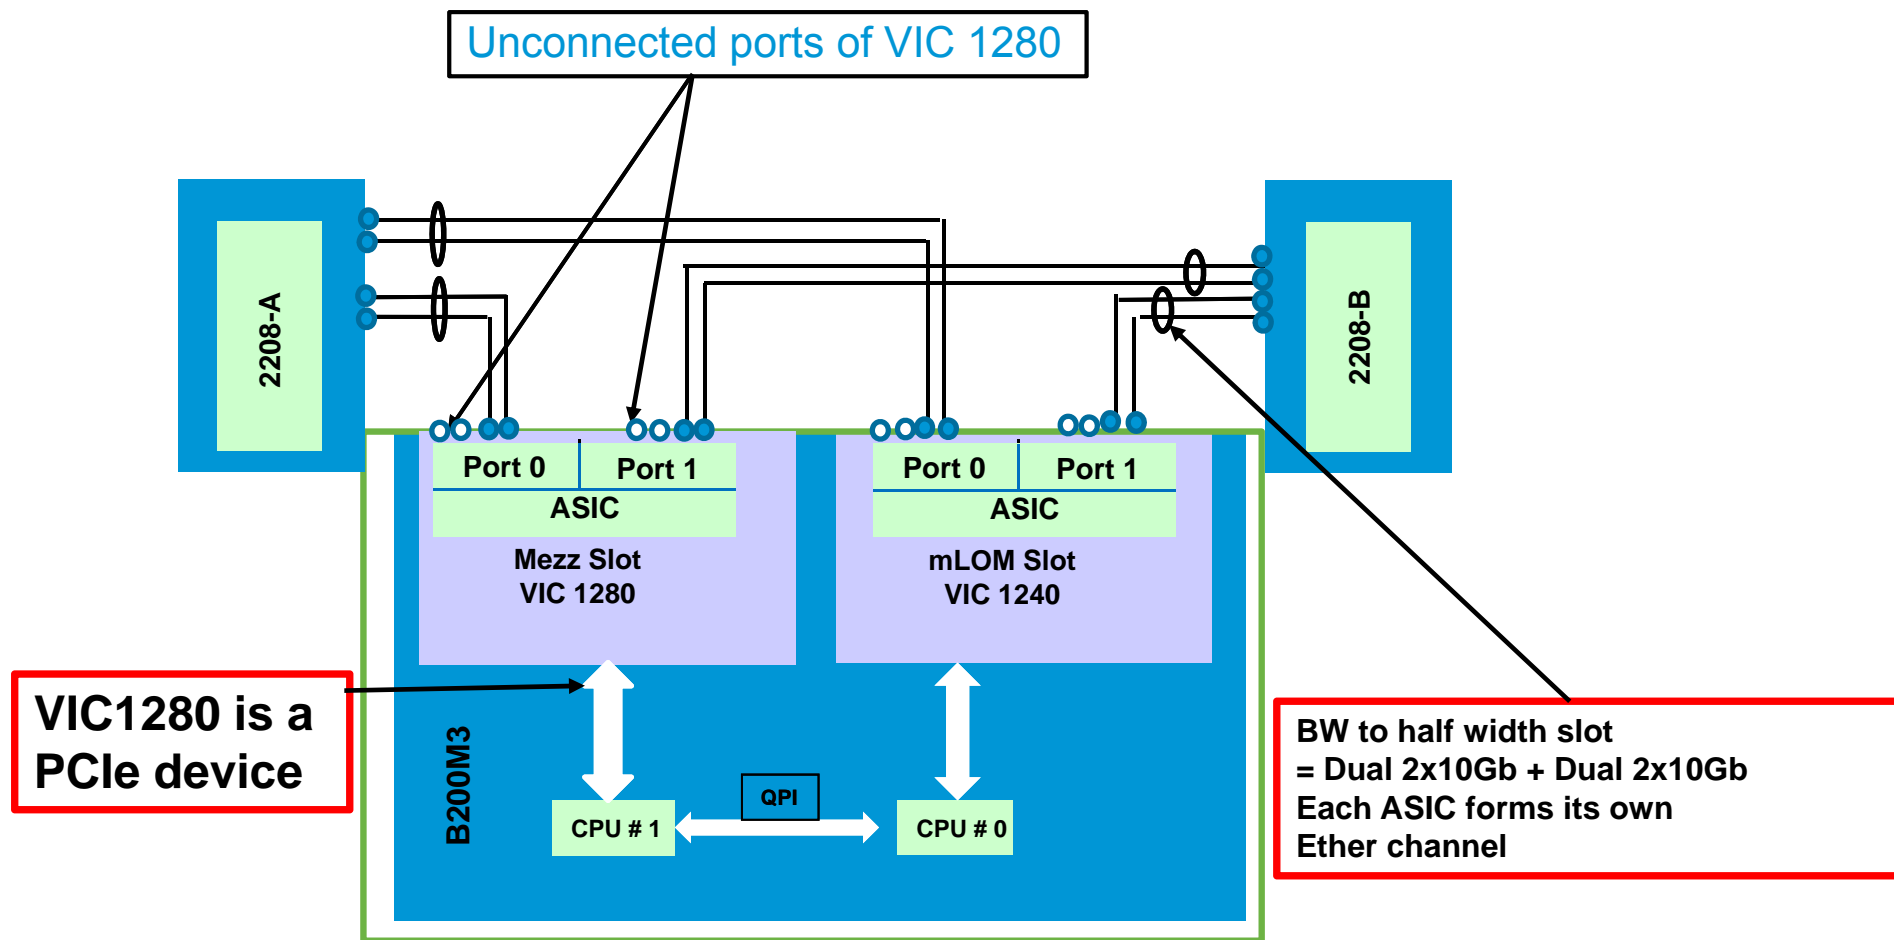 Unconnected ports of VIC 1280
2208-A
2208-B
Port 0
Port 1
ASIC
Mezz Slot
VIC 1280
Port 0
Port 1
ASIC
mLOM Slot
VIC 1240
VIC1280 is a
PCIe device
B200M3
QPI
CPU # 1
CPU # 0
BW to half width slot
= Dual 2x10Gb + Dual 2x10Gb
Each ASIC forms its own
Ether channel